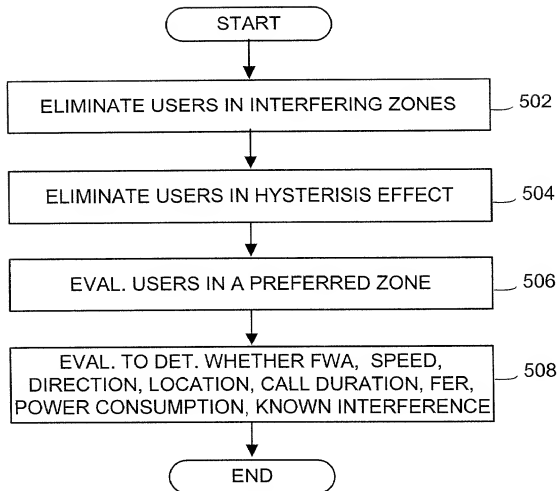 START
ELIMINATE USERS IN INTERFERING ZONES
502
ELIMINATE USERS IN HYSTERISIS EFFECT
504
EVAL. USERS IN A PREFERRED ZONE
506
EVAL. TO DET. WHETHER FWA, SPEED,
DIRECTION, LOCATION, CALL DURATION, FER,
POWER CONSUMPTION, KNOWN INTERFERENCE
508
END